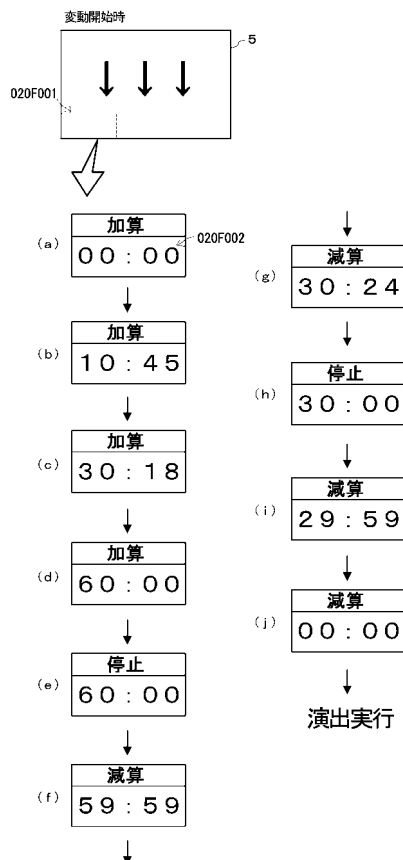 変動開始時
5
020F001
加算
(a)
00:00
020F002
加算
(b)
10:45
加算
(c)
30:18
加算
(d)
60:00
停止
(e)
60:00
減算
(f)
59:59
減算
(g)
30:24
停止
(h)
30:00
減算
(i)
29:59
減算
(j)
00:00
演出実行